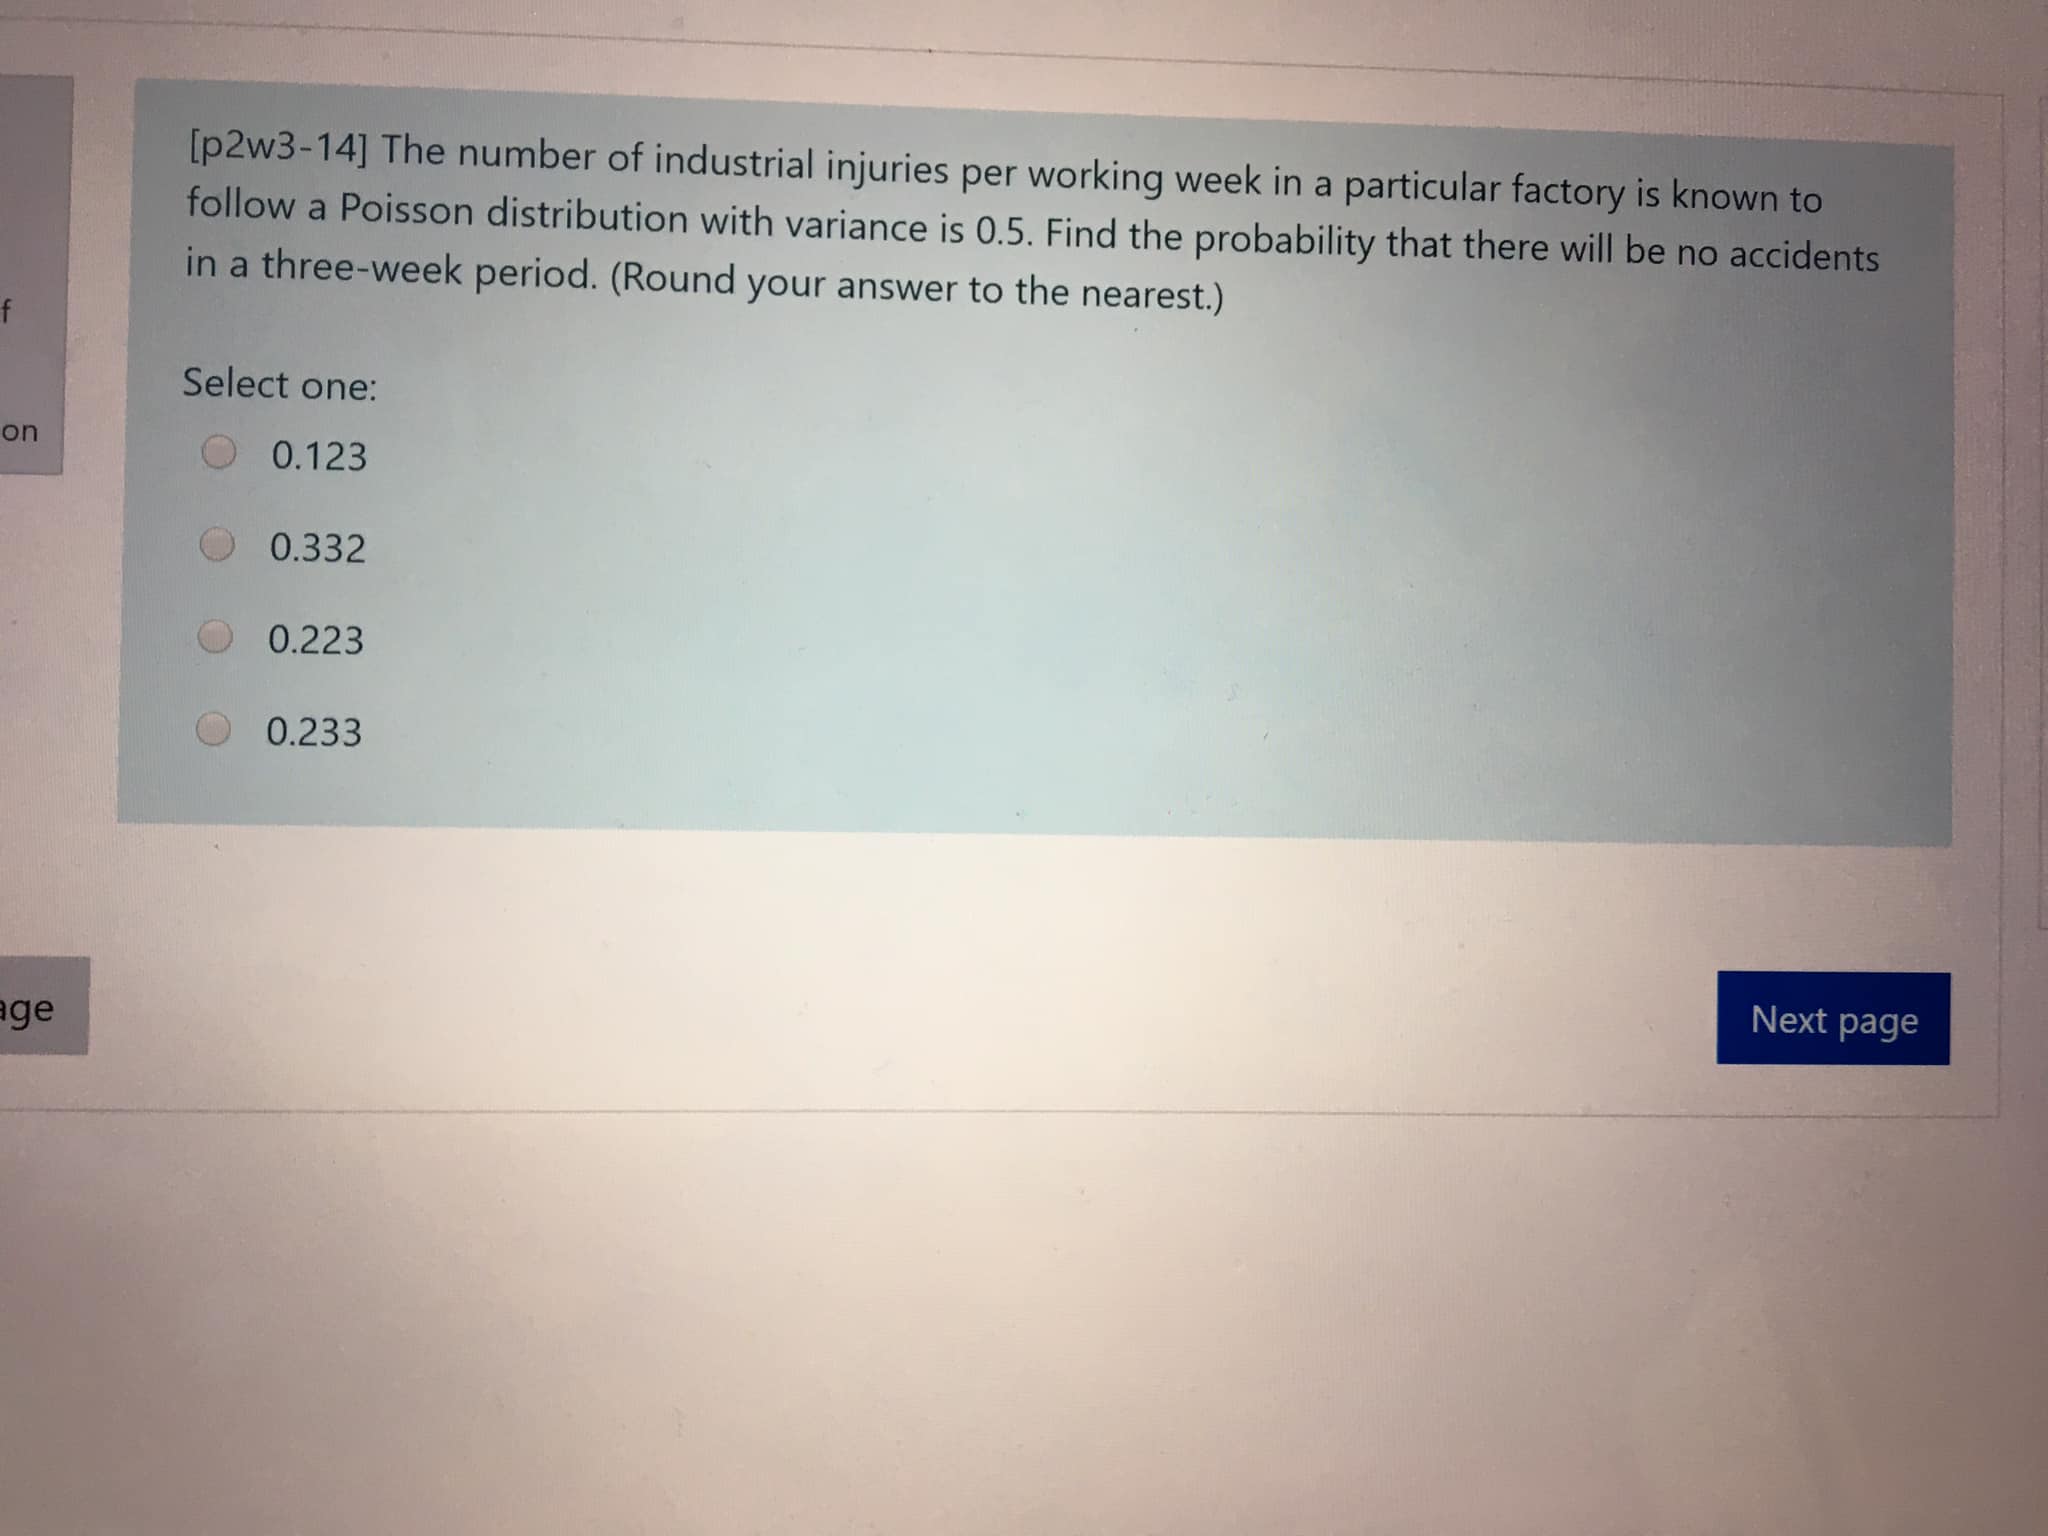 [p2w3-14] The number of industrial injuries per working week in a particular factory is known to
follow a Poisson distribution with variance is 0.5. Find the probability that there will be no accidents
in a three-week period. (Round your answer to the nearest.)
f
Select one:
on
0.123
0.332
0.223
0.233
age
Next page